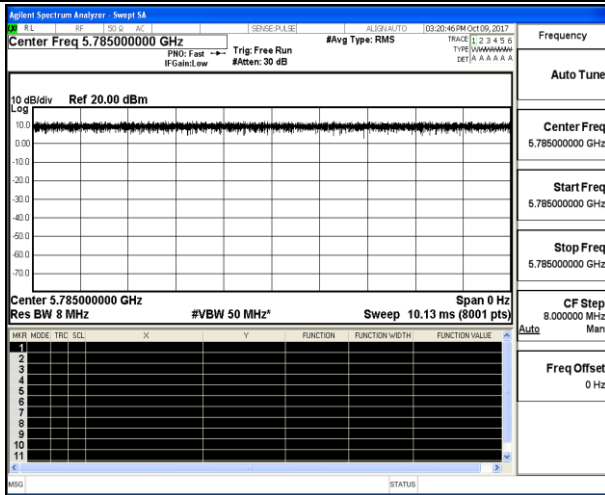 Agilent Spectrum Analyzer - Swept SA
RL RF 50 Ω AC SENSE:PULSE ALIGNAUTO 03:20:46 PM Oct 09, 2017
Center Freq 5.785000000 GHz
PNO: Fast
IFGain:Low
Trig: Free Run
#Atten: 30 dB
#Avg Type: RMS
TRACE 1 2 3 4 5 6
TYPE WWWWWW
DET A A A A A A
10 dB/div Ref 20.00 dBm
Log
10.0
0.00
-10.0
-20.0
-30.0
-40.0
-50.0
-60.0
-70.0
Center 5.785000000 GHz Span 0 Hz
Res BW 8 MHz #VBW 50 MHz* Sweep 10.13 ms (8001 pts)
MKR MODE TRC SCL X Y FUNCTION FUNCTION WIDTH FUNCTION VALUE
1
2
3
4
5
6
7
8
9
10
11
MSG STATUS
Frequency
Auto Tune
Center Freq
5.785000000 GHz
Start Freq
5.785000000 GHz
Stop Freq
5.785000000 GHz
CF Step
8.000000 MHz
Auto Man
Freq Offset
0 Hz